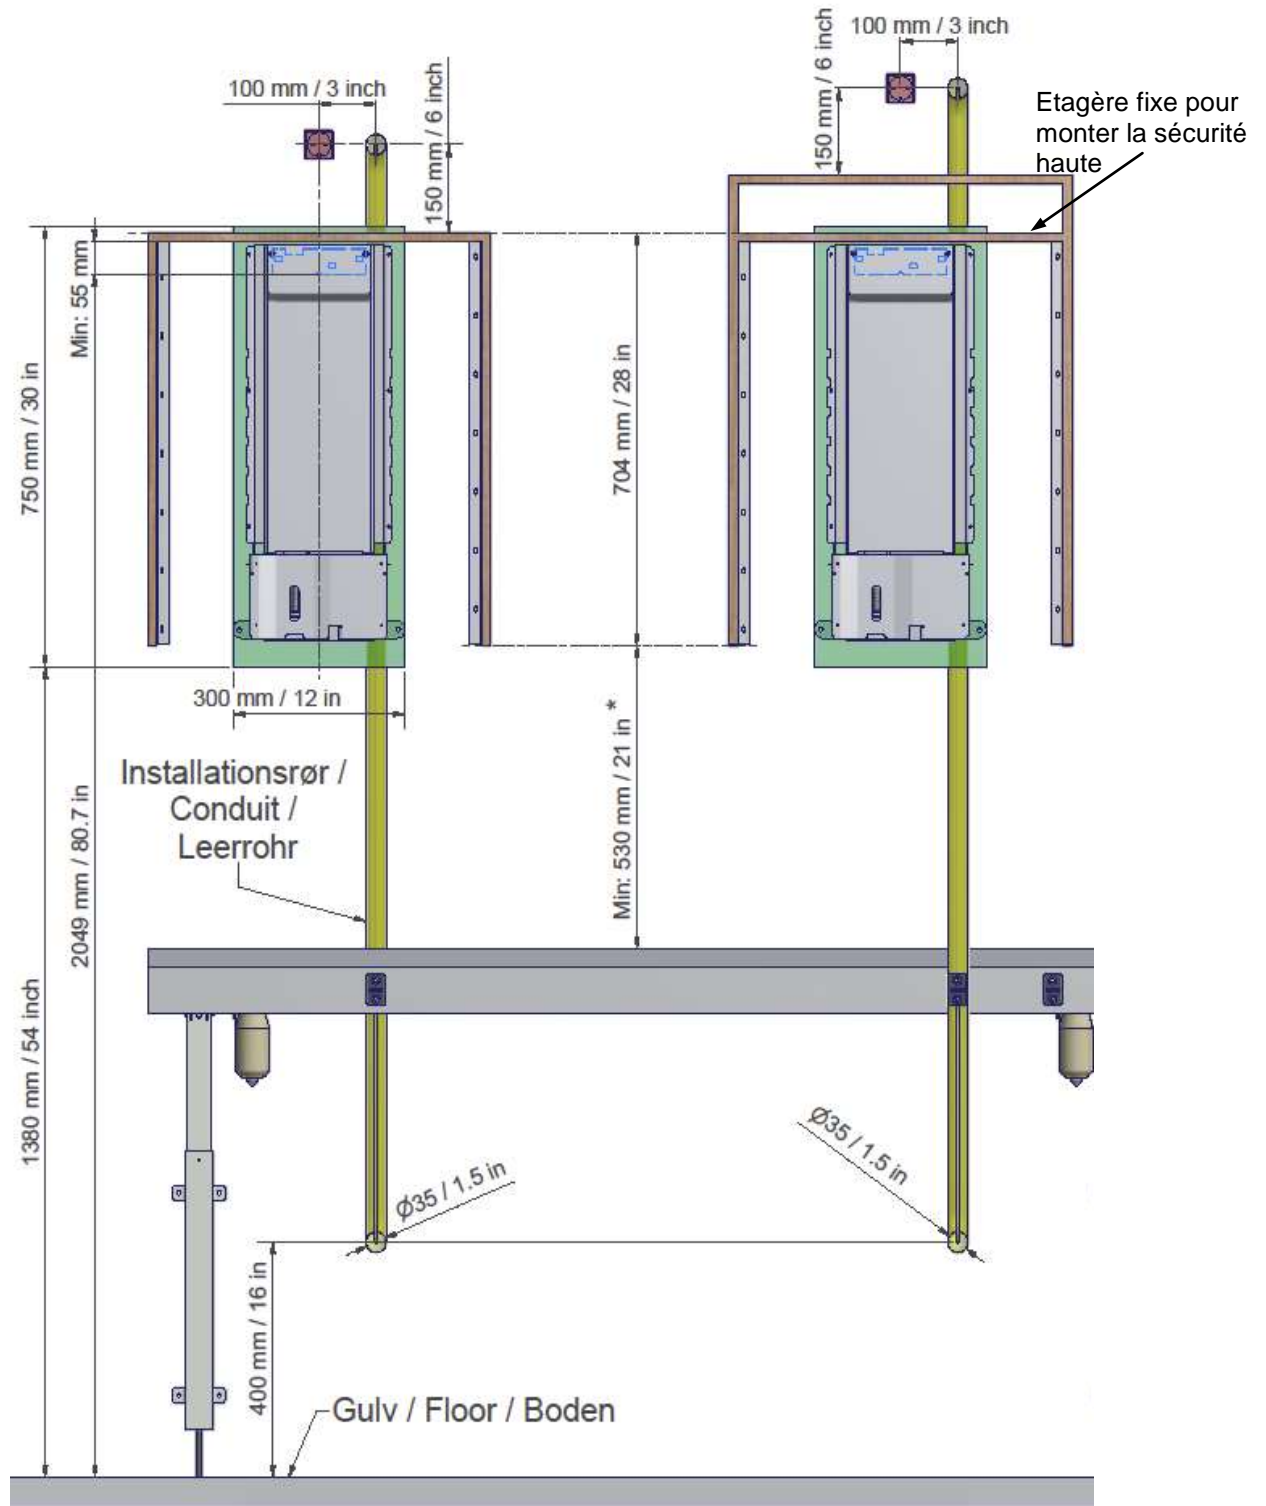 100 mm / 3 inch
150 mm / 6 inch
100 mm / 3 inch
150 mm / 6 inch
Etagère fixe pour
monter la sécurité
haute
Min: 55 mm
750 mm / 30 in
704 mm / 28 in
300 mm / 12 in
Min: 530 mm / 21 in *
Installationsrør /
Conduit /
Leerrohr
2049 mm / 80.7 in
1380 mm / 54 inch
Ø35 / 1.5 in
Ø35 / 1.5 in
400 mm / 16 in
Gulv / Floor / Boden